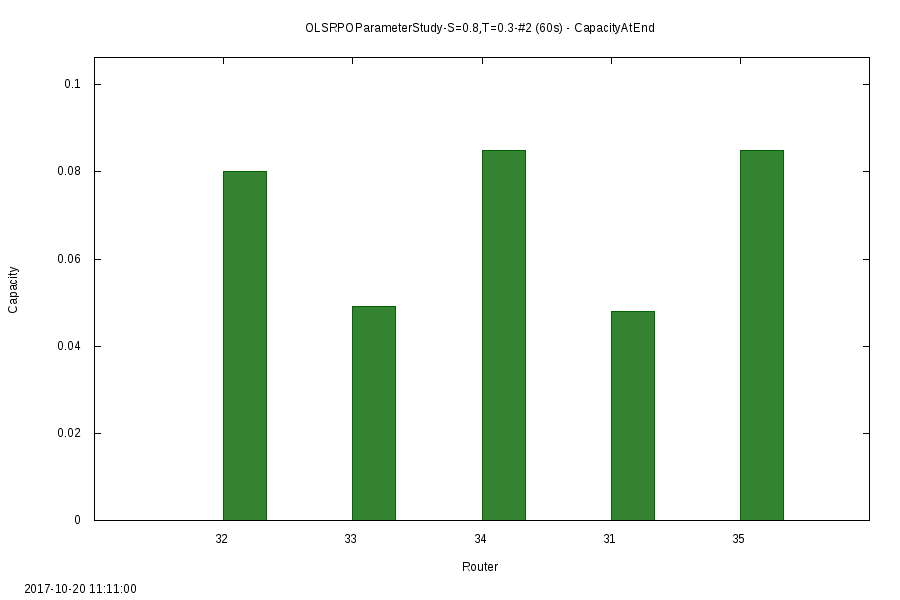 OLSRPOParameterStudy-S=0.8,T=0.3-#2 (60s) - CapacityAtEnd
0.1
0.08
0.06
0.04
0.02
0
Capacity
32 33 34 31 35
Router
2017-10-20 11:11:00